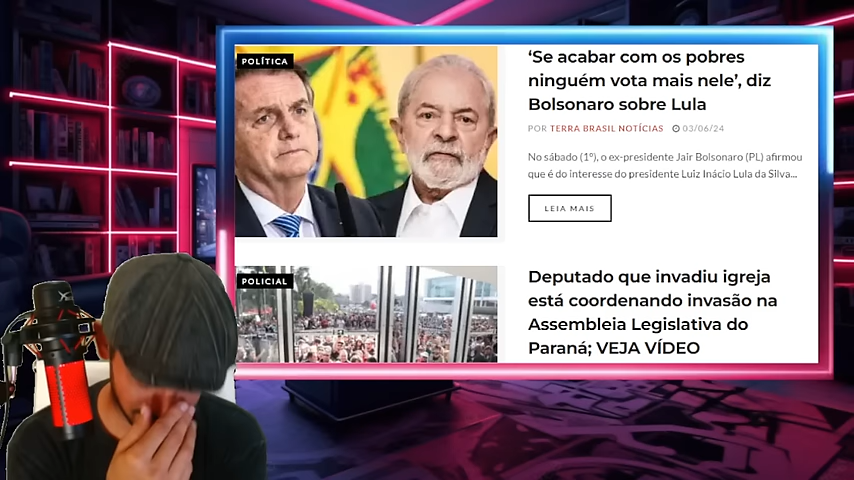 POLÍTICA
‘Se acabar com os pobres
ninguém vota mais nele’, diz
Bolsonaro sobre Lula
POR TERRA BRASIL NOTÍCIAS 03/06/24
No sábado (1º), o ex-presidente Jair Bolsonaro (PL) afirmou
que é do interesse do presidente Luiz Inácio Lula da Silva...
LEIA MAIS
POLICIAL
Deputado que invadiu igreja
está coordenando invasão na
Assembleia Legislativa do
Paraná; VEJA VÍDEO